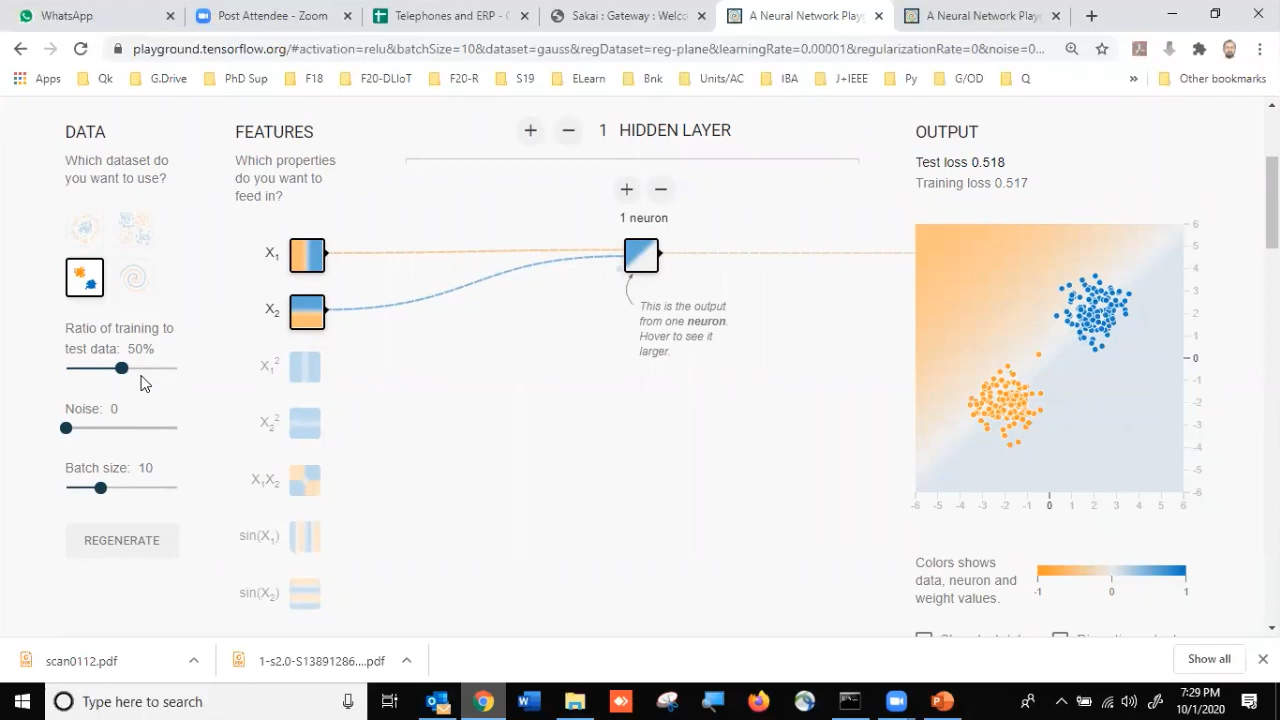 WhatsApp
Post Attendee - Zoom
Telephones and ERP -
Sakai : Gateway : Welco
A Neural Network Play
A Neural Network Play
playground.tensorflow.org/#activation=relu&batchSize=10&dataset=gauss&regDataset=reg-plane&learningRate=0.00001&regularizationRate=0&noise=0...
Apps
Qk
G.Drive
PhD Sup
F18
F20-DLIoT
F20-R
S19
ELearn
Bnk
Units/AC
IBA
J+IEEE
Py
G/OD
Q
»
Other bookmarks
DATA
Which dataset do
you want to use?
Ratio of training to
test data: 50%
Noise: 0
Batch size: 10
REGENERATE
FEATURES
Which properties
do you want to
feed in?
X1
X2
X1²
X2²
X1X2
sin(X1)
sin(X2)
+ − 1 HIDDEN LAYER
+ −
1 neuron
This is the output
from one neuron.
Hover to see it
larger.
OUTPUT
Test loss 0.518
Training loss 0.517
6
5
4
3
2
1
0
-1
-2
-3
-4
-5
-6
-6 -5 -4 -3 -2 -1 0 1 2 3 4 5 6
Colors shows
data, neuron and
weight values.
-1 0 1
scan0112.pdf
1-s2.0-S13891286....pdf
Show all
Type here to search
7:29 PM
10/1/2020